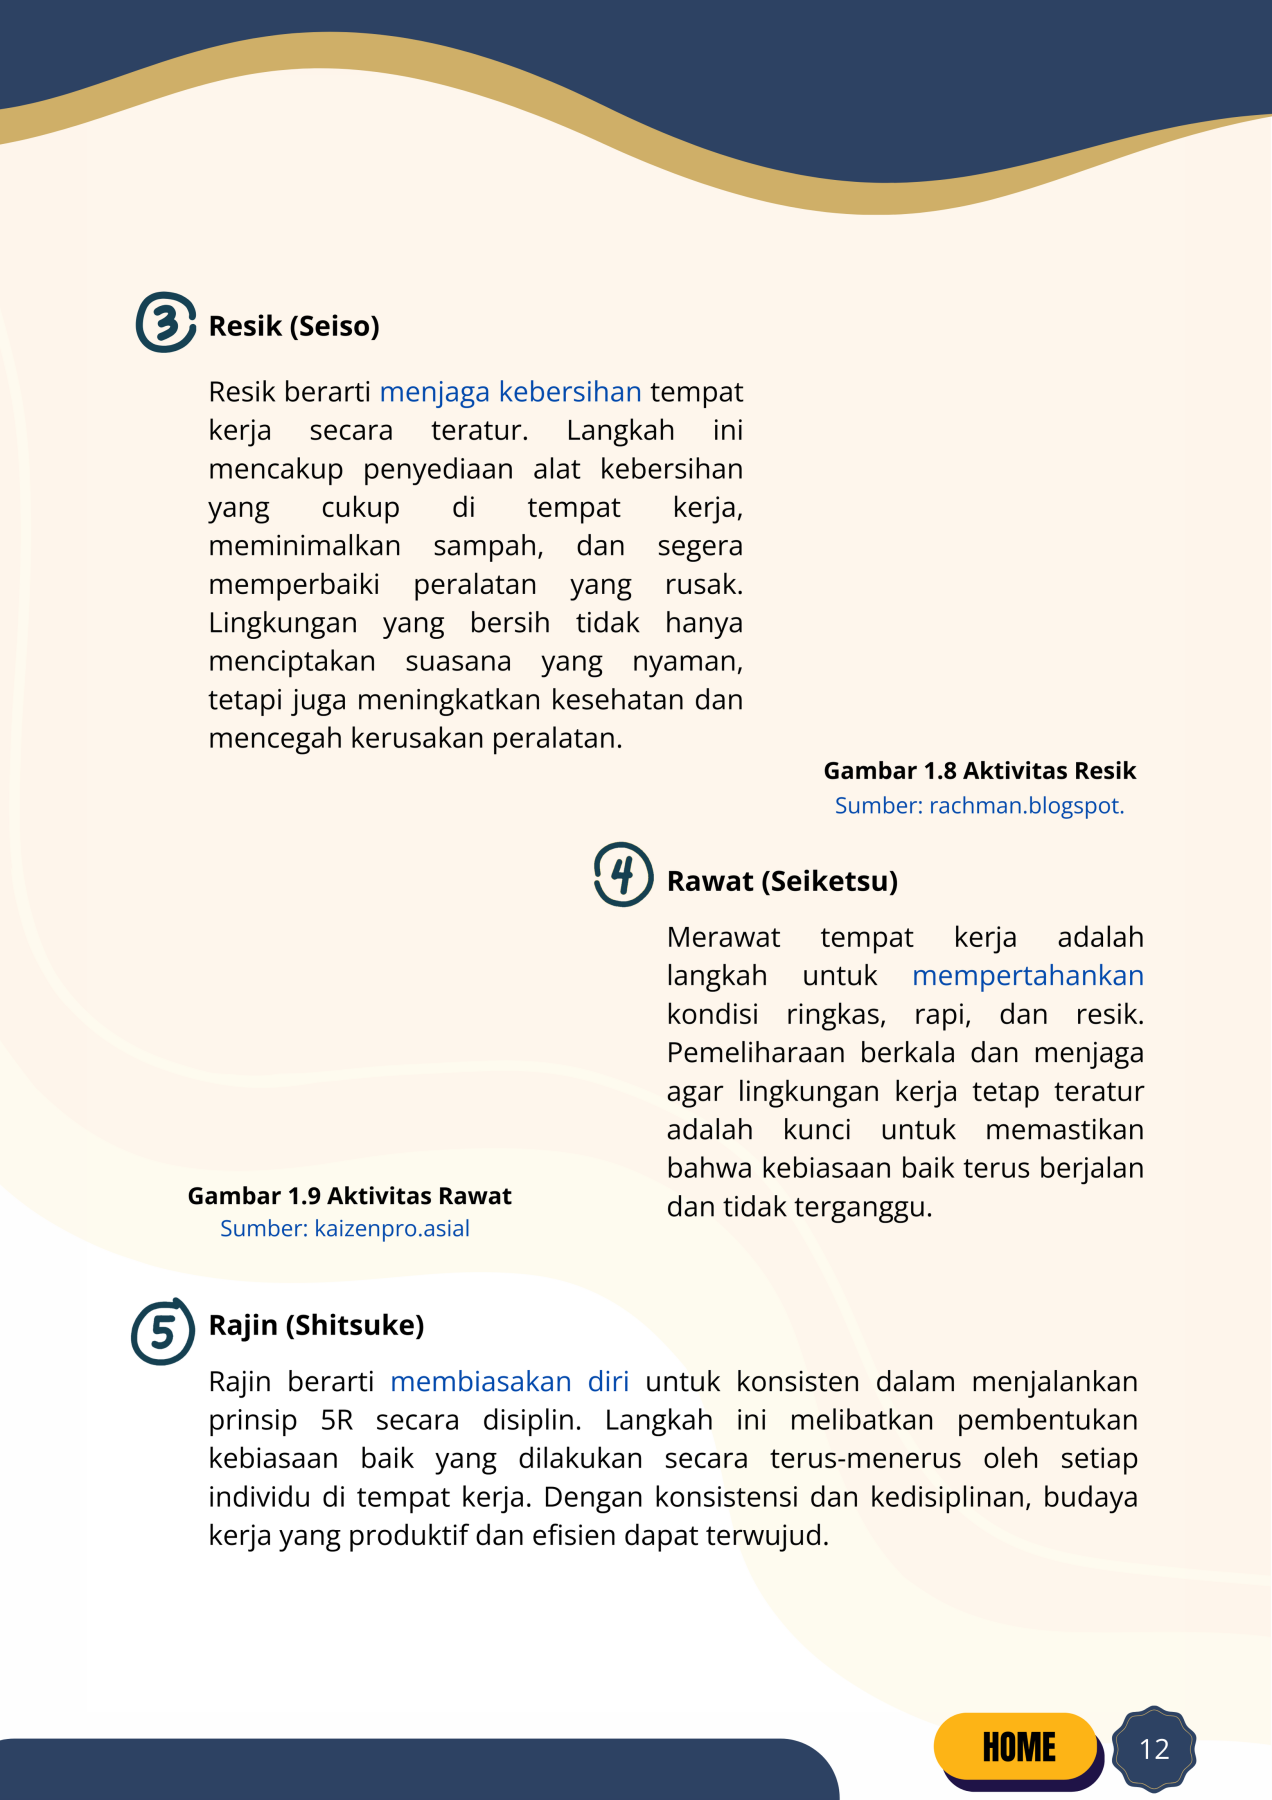 3 Resik (Seiso)
Resik berarti menjaga kebersihan tempat
kerja secara teratur. Langkah ini
mencakup penyediaan alat kebersihan
yang cukup di tempat kerja,
meminimalkan sampah, dan segera
memperbaiki peralatan yang rusak.
Lingkungan yang bersih tidak hanya
menciptakan suasana yang nyaman,
tetapi juga meningkatkan kesehatan dan
mencegah kerusakan peralatan.
Gambar 1.8 Aktivitas Resik
Sumber: rachman.blogspot.
4 Rawat (Seiketsu)
Merawat tempat kerja adalah
langkah untuk mempertahankan
kondisi ringkas, rapi, dan resik.
Pemeliharaan berkala dan menjaga
agar lingkungan kerja tetap teratur
adalah kunci untuk memastikan
bahwa kebiasaan baik terus berjalan
dan tidak terganggu.
Gambar 1.9 Aktivitas Rawat
Sumber: kaizenpro.asial
5 Rajin (Shitsuke)
Rajin berarti membiasakan diri untuk konsisten dalam menjalankan
prinsip 5R secara disiplin. Langkah ini melibatkan pembentukan
kebiasaan baik yang dilakukan secara terus-menerus oleh setiap
individu di tempat kerja. Dengan konsistensi dan kedisiplinan, budaya
kerja yang produktif dan efisien dapat terwujud.
HOME
12